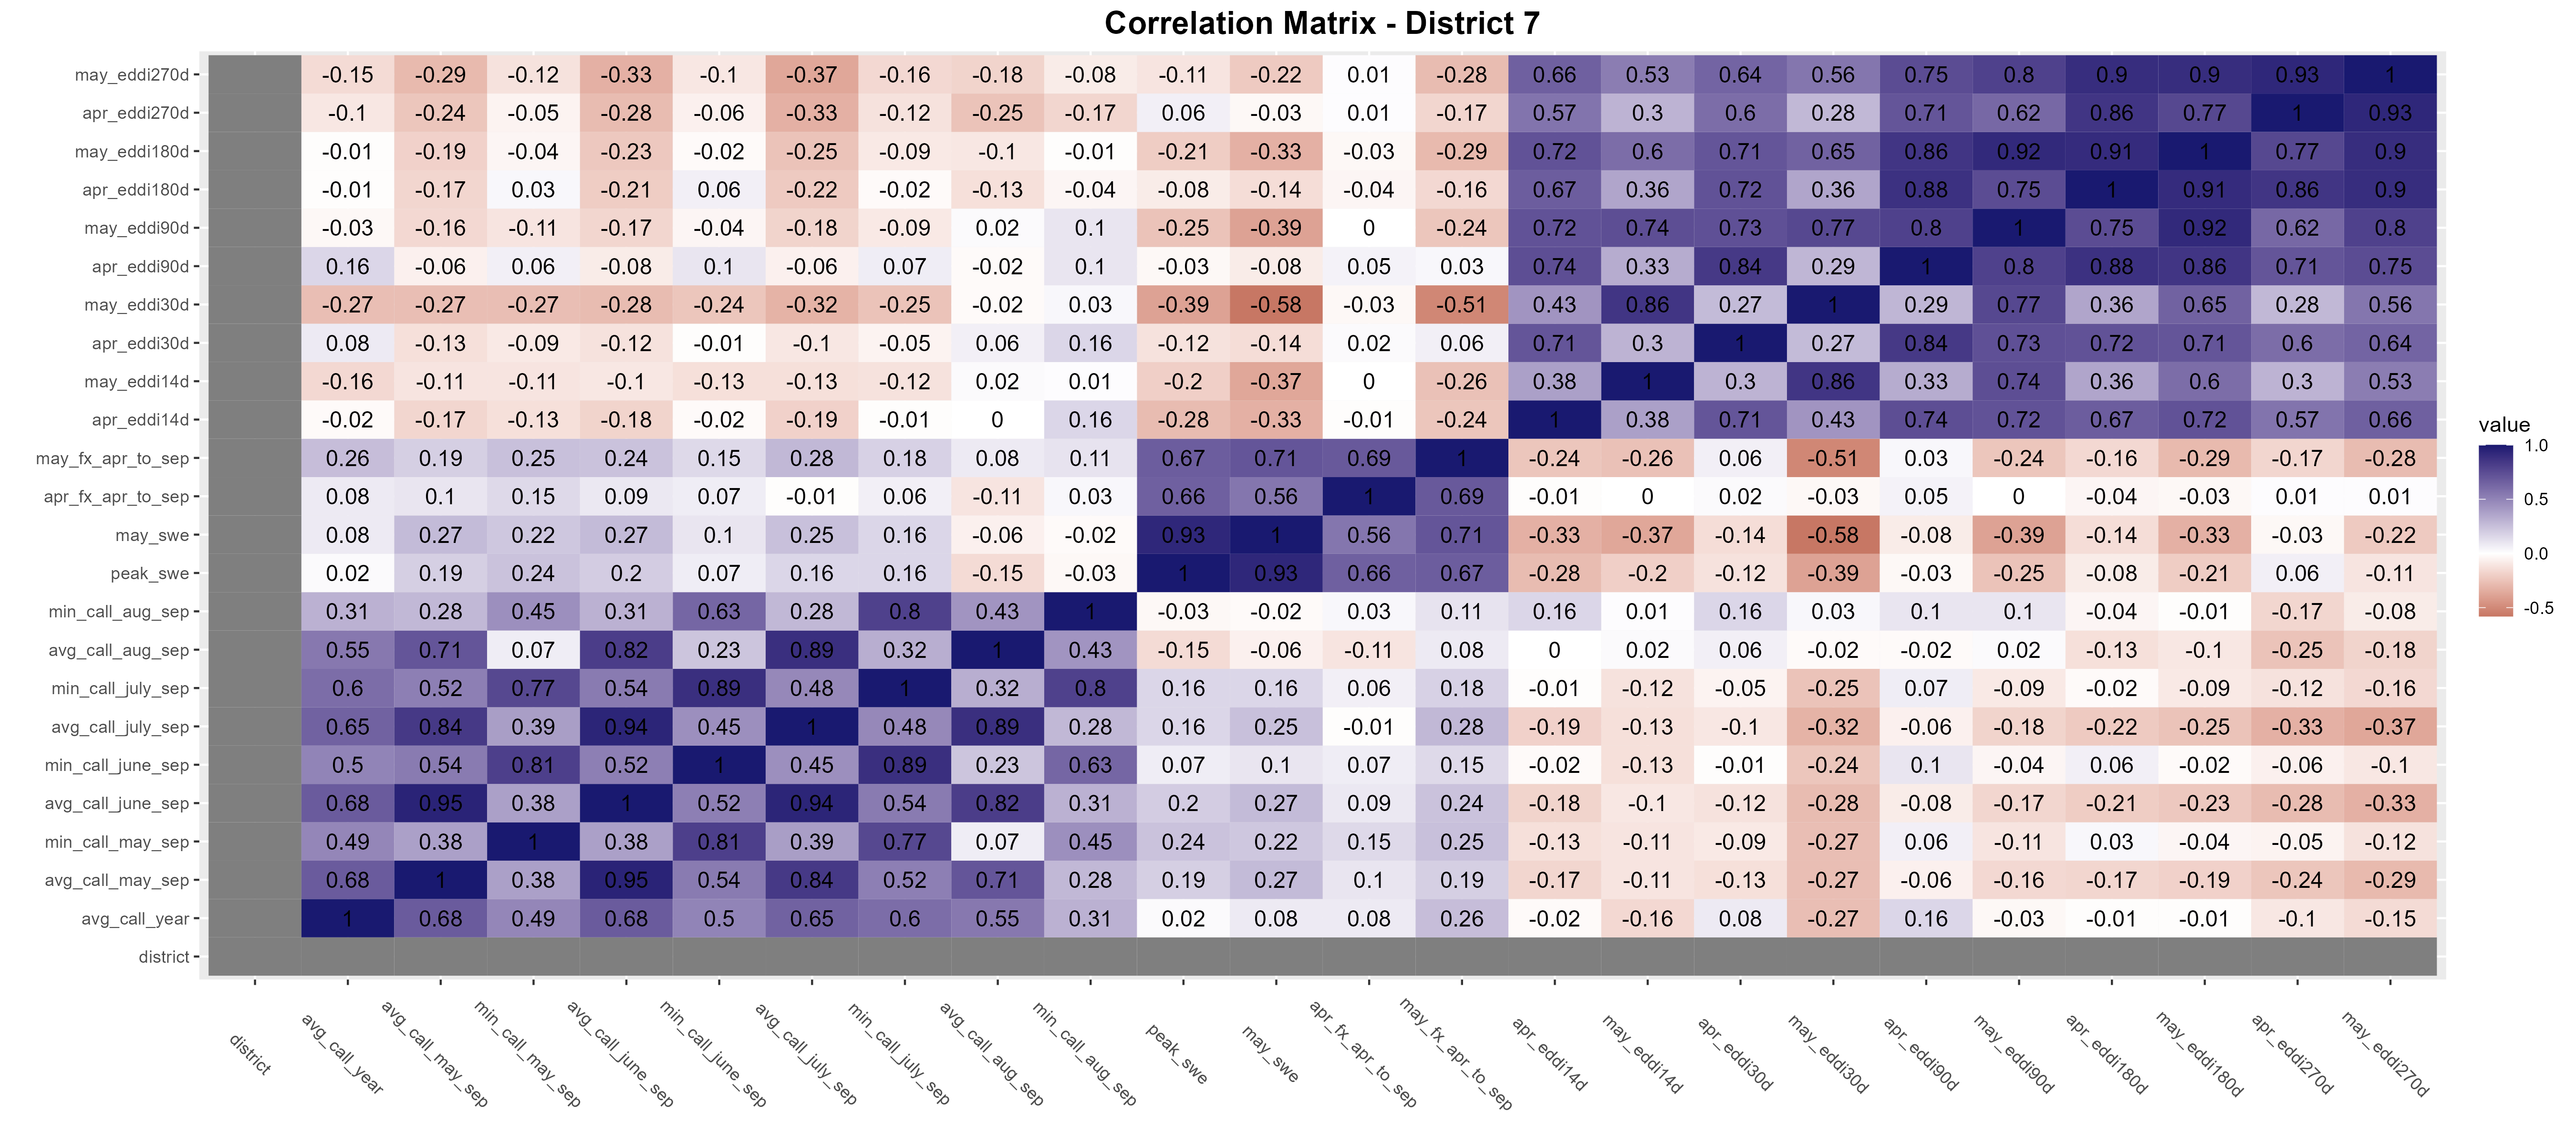 Correlation Matrix - District 7
may_eddi270d -0.15 -0.29 -0.12 -0.33 -0.1 -0.37 -0.16 -0.18 -0.08 -0.11 -0.22 0.01 -0.28 0.66 0.53 0.64 0.56 0.75 0.8 0.9 0.9 0.93 1
apr_eddi270d -0.1 -0.24 -0.05 -0.28 -0.06 -0.33 -0.12 -0.25 -0.17 0.06 -0.03 0.01 -0.17 0.57 0.3 0.6 0.28 0.71 0.62 0.86 0.77 1 0.93
may_eddi180d -0.01 -0.19 -0.04 -0.23 -0.02 -0.25 -0.09 -0.1 -0.01 -0.21 -0.33 -0.03 -0.29 0.72 0.6 0.71 0.65 0.86 0.92 0.91 1 0.77 0.9
apr_eddi180d -0.01 -0.17 0.03 -0.21 0.06 -0.22 -0.02 -0.13 -0.04 -0.08 -0.14 -0.04 -0.16 0.67 0.36 0.72 0.36 0.88 0.75 1 0.91 0.86 0.9
may_eddi90d -0.03 -0.16 -0.11 -0.17 -0.04 -0.18 -0.09 0.02 0.1 -0.25 -0.39 0 -0.24 0.72 0.74 0.73 0.77 0.8 1 0.75 0.92 0.62 0.8
apr_eddi90d 0.16 -0.06 0.06 -0.08 0.1 -0.06 0.07 -0.02 0.1 -0.03 -0.08 0.05 0.03 0.74 0.33 0.84 0.29 1 0.8 0.88 0.86 0.71 0.75
may_eddi30d -0.27 -0.27 -0.27 -0.28 -0.24 -0.32 -0.25 -0.02 0.03 -0.39 -0.58 -0.03 -0.51 0.43 0.86 0.27 1 0.29 0.77 0.36 0.65 0.28 0.56
apr_eddi30d 0.08 -0.13 -0.09 -0.12 -0.01 -0.1 -0.05 0.06 0.16 -0.12 -0.14 0.02 0.06 0.71 0.3 1 0.27 0.84 0.73 0.72 0.71 0.6 0.64
may_eddi14d -0.16 -0.11 -0.11 -0.1 -0.13 -0.13 -0.12 0.02 0.01 -0.2 -0.37 0 -0.26 0.38 1 0.3 0.86 0.33 0.74 0.36 0.6 0.3 0.53
apr_eddi14d -0.02 -0.17 -0.13 -0.18 -0.02 -0.19 -0.01 0 0.16 -0.28 -0.33 -0.01 -0.24 1 0.38 0.71 0.43 0.74 0.72 0.67 0.72 0.57 0.66
may_fx_apr_to_sep 0.26 0.19 0.25 0.24 0.15 0.28 0.18 0.08 0.11 0.67 0.71 0.69 1 -0.24 -0.26 0.06 -0.51 0.03 -0.24 -0.16 -0.29 -0.17 -0.28
apr_fx_apr_to_sep 0.08 0.1 0.15 0.09 0.07 -0.01 0.06 -0.11 0.03 0.66 0.56 1 0.69 -0.01 0 0.02 -0.03 0.05 0 -0.04 -0.03 0.01 0.01
may_swe 0.08 0.27 0.22 0.27 0.1 0.25 0.16 -0.06 -0.02 0.93 1 0.56 0.71 -0.33 -0.37 -0.14 -0.58 -0.08 -0.39 -0.14 -0.33 -0.03 -0.22
peak_swe 0.02 0.19 0.24 0.2 0.07 0.16 0.16 -0.15 -0.03 1 0.93 0.66 0.67 -0.28 -0.2 -0.12 -0.39 -0.03 -0.25 -0.08 -0.21 0.06 -0.11
min_call_aug_sep 0.31 0.28 0.45 0.31 0.63 0.28 0.8 0.43 1 -0.03 -0.02 0.03 0.11 0.16 0.01 0.16 0.03 0.1 0.1 -0.04 -0.01 -0.17 -0.08
avg_call_aug_sep 0.55 0.71 0.07 0.82 0.23 0.89 0.32 1 0.43 -0.15 -0.06 -0.11 0.08 0 0.02 0.06 -0.02 -0.02 0.02 -0.13 -0.1 -0.25 -0.18
min_call_july_sep 0.6 0.52 0.77 0.54 0.89 0.48 1 0.32 0.8 0.16 0.16 0.06 0.18 -0.01 -0.12 -0.05 -0.25 0.07 -0.09 -0.02 -0.09 -0.12 -0.16
avg_call_july_sep 0.65 0.84 0.39 0.94 0.45 1 0.48 0.89 0.28 0.16 0.25 -0.01 0.28 -0.19 -0.13 -0.1 -0.32 -0.06 -0.18 -0.22 -0.25 -0.33 -0.37
min_call_june_sep 0.5 0.54 0.81 0.52 1 0.45 0.89 0.23 0.63 0.07 0.1 0.07 0.15 -0.02 -0.13 -0.01 -0.24 0.1 -0.04 0.06 -0.02 -0.06 -0.1
avg_call_june_sep 0.68 0.95 0.38 1 0.52 0.94 0.54 0.82 0.31 0.2 0.27 0.09 0.24 -0.18 -0.1 -0.12 -0.28 -0.08 -0.17 -0.21 -0.23 -0.28 -0.33
min_call_may_sep 0.49 0.38 1 0.38 0.81 0.39 0.77 0.07 0.45 0.24 0.22 0.15 0.25 -0.13 -0.11 -0.09 -0.27 0.06 -0.11 0.03 -0.04 -0.05 -0.12
avg_call_may_sep 0.68 1 0.38 0.95 0.54 0.84 0.52 0.71 0.28 0.19 0.27 0.1 0.19 -0.17 -0.11 -0.13 -0.27 -0.06 -0.16 -0.17 -0.19 -0.24 -0.29
avg_call_year 1 0.68 0.49 0.68 0.5 0.65 0.6 0.55 0.31 0.02 0.08 0.08 0.26 -0.02 -0.16 0.08 -0.27 0.16 -0.03 -0.01 -0.01 -0.1 -0.15
district
district avg_call_year avg_call_may_sep min_call_may_sep avg_call_june_sep min_call_june_sep avg_call_july_sep min_call_july_sep avg_call_aug_sep min_call_aug_sep peak_swe may_swe apr_fx_apr_to_sep may_fx_apr_to_sep apr_eddi14d may_eddi14d apr_eddi30d may_eddi30d apr_eddi90d may_eddi90d apr_eddi180d may_eddi180d apr_eddi270d may_eddi270d
value
1.0
0.5
0.0
-0.5